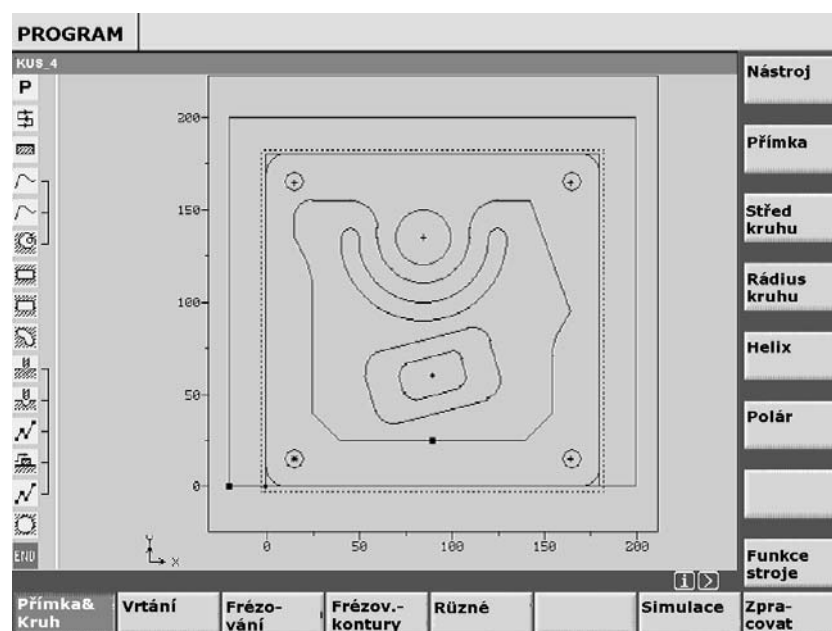 PROGRAM
KUS_4
P
END
200
150
100
50
0
Y
X
0
50
100
150
200
Nástroj
Přímka
Střed
kruhu
Rádius
kruhu
Helix
Polár
Funkce
stroje
i >
Přímka&
Kruh
Vrtání
Frézo-
vání
Frézov.-
kontury
Různé
Simulace
Zpra-
covat